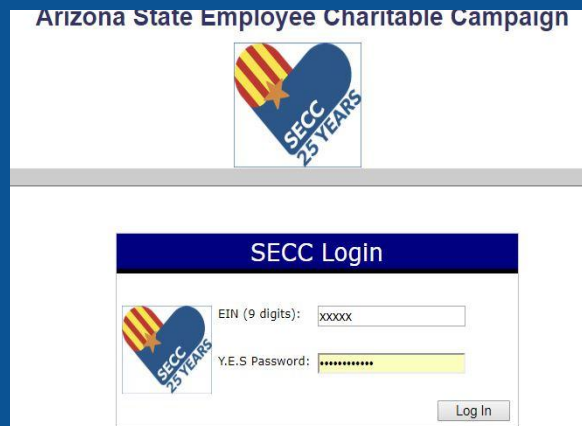 Arizona State Employee Charitable Campaign
SECC
25 YEARS
SECC Login
EIN (9 digits): xxxxx
SECC
25 YEARS
Y.E.S Password: ••••••••••••
Log In